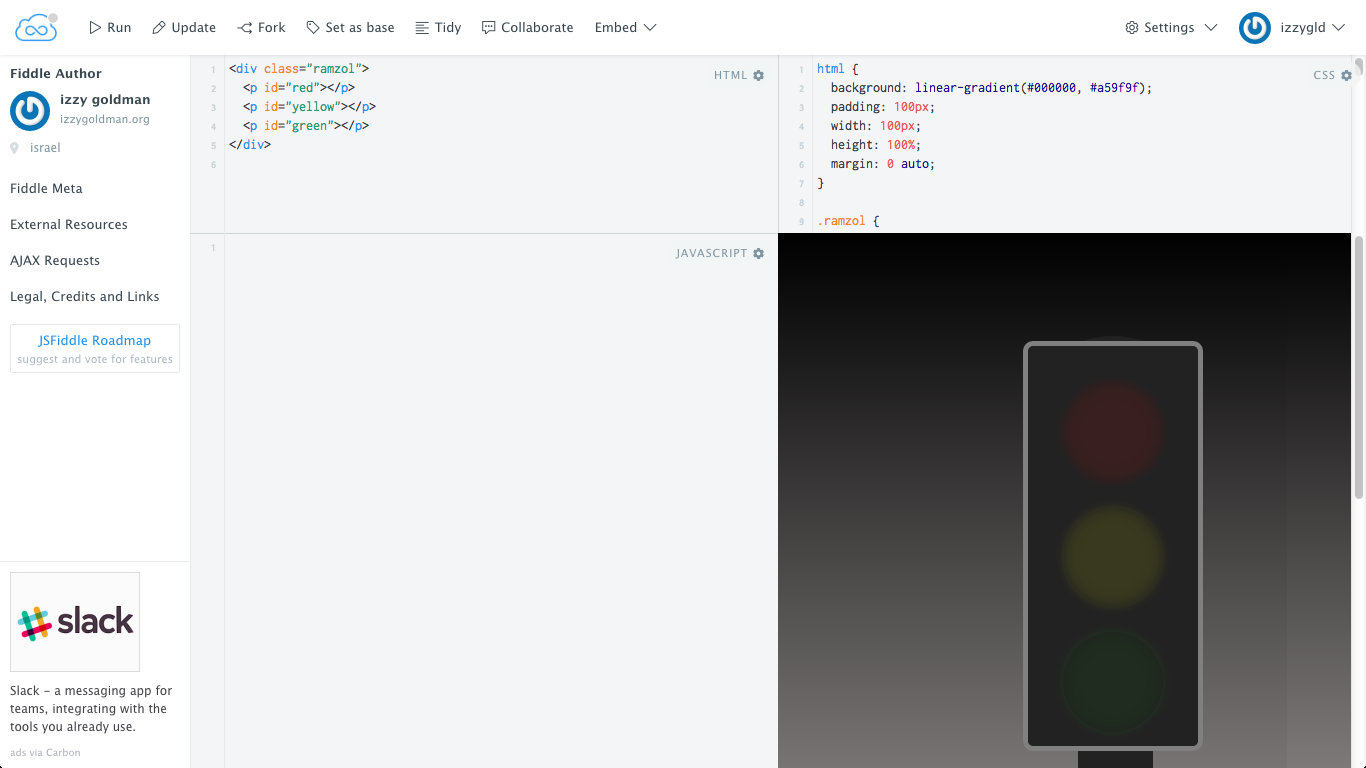 Run
Update
Fork
Set as base
Tidy
Collaborate
Embed
Settings
izzygld
Fiddle Author
izzy goldman
izzygoldman.org
israel
Fiddle Meta
External Resources
AJAX Requests
Legal, Credits and Links
JSFiddle Roadmap
suggest and vote for features
slack
Slack - a messaging app for
teams, integrating with the
tools you already use.
ads via Carbon
HTML
1 <div class="ramzol">
2 <p id="red"></p>
3 <p id="yellow"></p>
4 <p id="green"></p>
5 </div>
6
CSS
1 html {
2 background: linear-gradient(#000000, #a59f9f);
3 padding: 100px;
4 width: 100px;
5 height: 100%;
6 margin: 0 auto;
7 }
8
9 .ramzol {
JAVASCRIPT
1